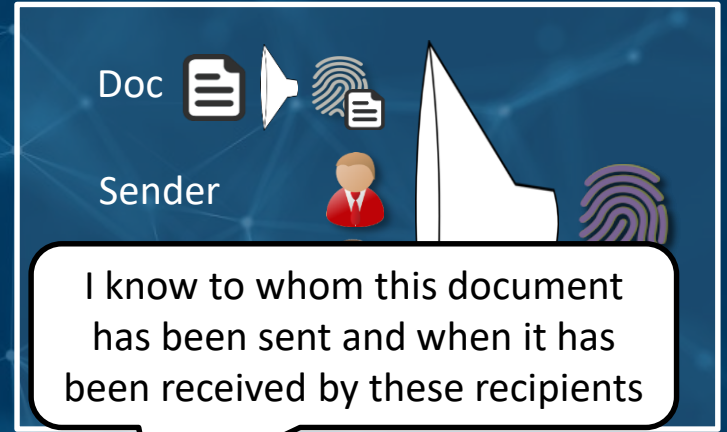 Doc
Sender
I know to whom this document
has been sent and when it has
been received by these recipients